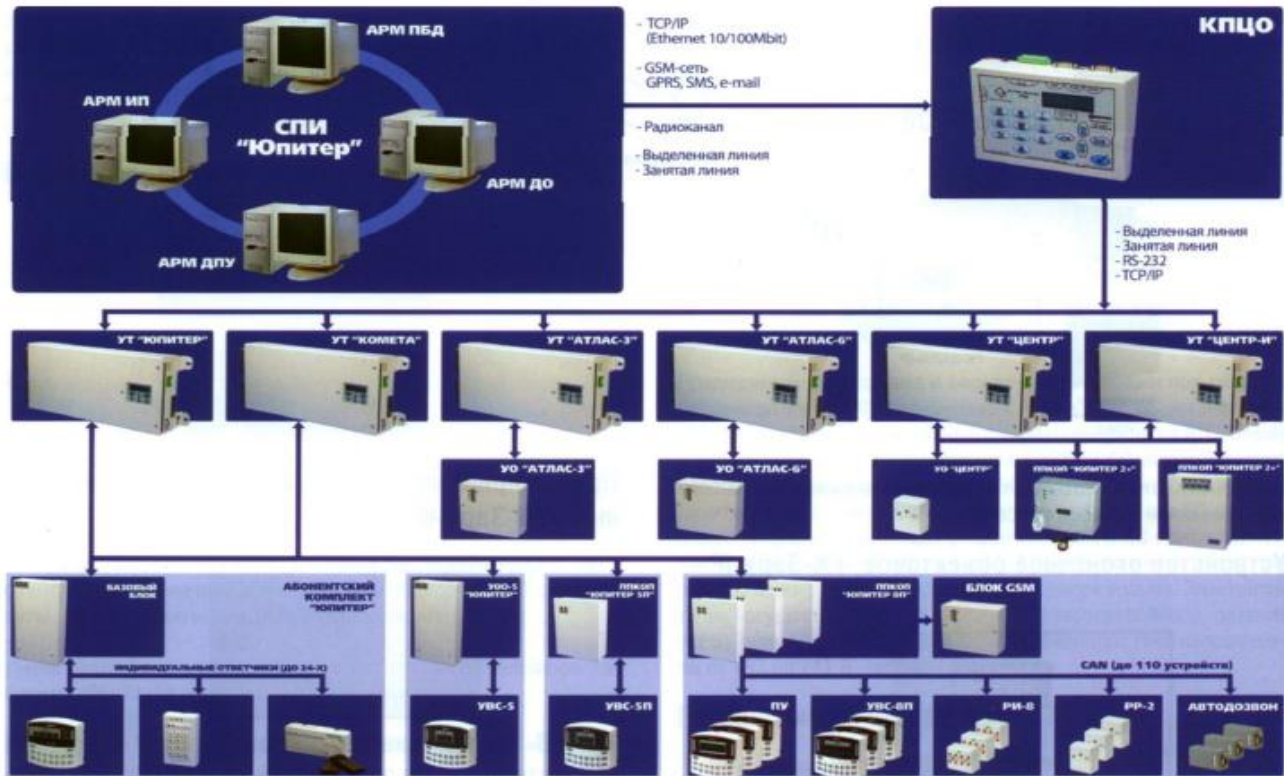 АРМ ПБД
АРМ ИП
СПИ
"Юпитер"
АРМ ДО
АРМ ДПУ
- TCP/IP
(Ethernet 10/100Mbit)
- GSM-сеть
GPRS, SMS, e-mail
- Радиоканал
- Выделенная линия
- Занятая линия
КПЦО
- Выделенная линия
- Занятая линия
- RS-232
- TCP/IP
УТ "ЮПИТЕР"
УТ "КОМЕТА"
УТ "АТЛАС-3"
УТ "АТЛАС-6"
УТ "ЦЕНТР"
УТ "ЦЕНТР-И"
УО "АТЛАС-3"
УО "АТЛАС-6"
УО "ЦЕНТР"
ППКОП "ЮПИТЕР 2+"
ППКОП "ЮПИТЕР 2+"
БАЗОВЫЙ
БЛОК
АБОНЕНТСКИЙ
КОМПЛЕКТ
"ЮПИТЕР"
УОО-5
"ЮПИТЕР"
ППКОП
"ЮПИТЕР 5П"
ППКОП
"ЮПИТЕР 8П"
БЛОК GSM
ИНДИВИДУАЛЬНЫЕ ОТВЕТЧИКИ (ДО 24-Х)
CAN (до 110 устройств)
УВС-5
УВС-5П
ПУ
УВС-8П
РИ-8
РР-2
АВТОДОЗВОН